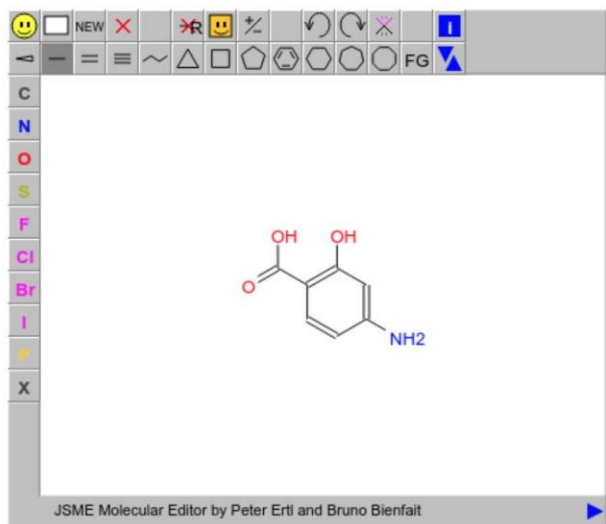 NEW R +/- I
FG
C
N
O
S
F
Cl
Br
I
P
X
OH OH
O
NH2
JSME Molecular Editor by Peter Ertl and Bruno Bienfait